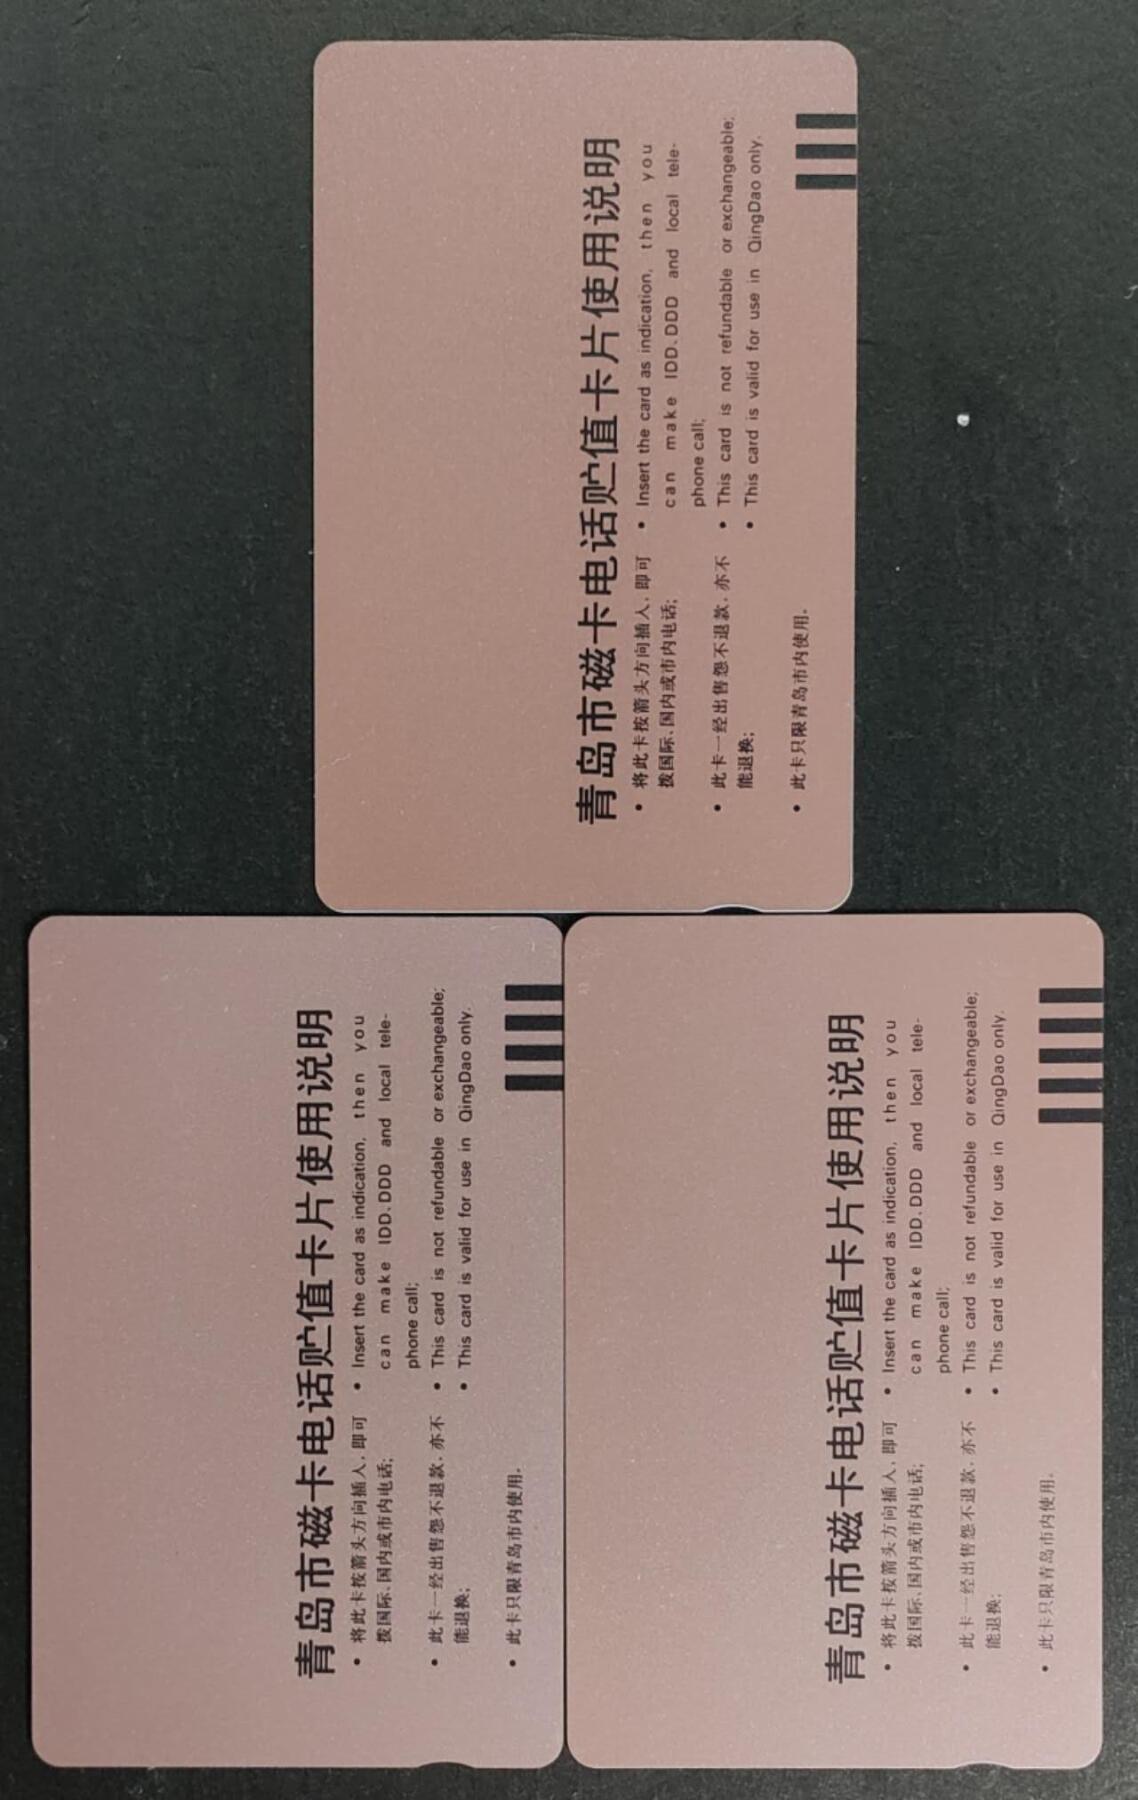 青岛市磁卡电话贮值卡片使用说明
• 将此卡按箭头方向插入，即可
拨国际、国内或市内电话;
• 此卡一经出售恕不退款，亦不
能退换;
• 此卡只限青岛市内使用.
• Insert the card as indication, then you
can make IDD.DDD and local tele-
phone call;
• This card is not refundable or exchangeable;
• This card is valid for use in QingDao only.
青岛市磁卡电话贮值卡片使用说明
• 将此卡按箭头方向插入，即可
拨国际、国内或市内电话;
• 此卡一经出售恕不退款，亦不
能退换;
• 此卡只限青岛市内使用.
• Insert the card as indication, then you
can make IDD.DDD and local tele-
phone call;
• This card is not refundable or exchangeable;
• This card is valid for use in QingDao only.
青岛市磁卡电话贮值卡片使用说明
• 将此卡按箭头方向插入，即可
拨国际、国内或市内电话;
• 此卡一经出售恕不退款，亦不
能退换;
• 此卡只限青岛市内使用.
• Insert the card as indication, then you
can make IDD.DDD and local tele-
phone call;
• This card is not refundable or exchangeable;
• This card is valid for use in QingDao only.